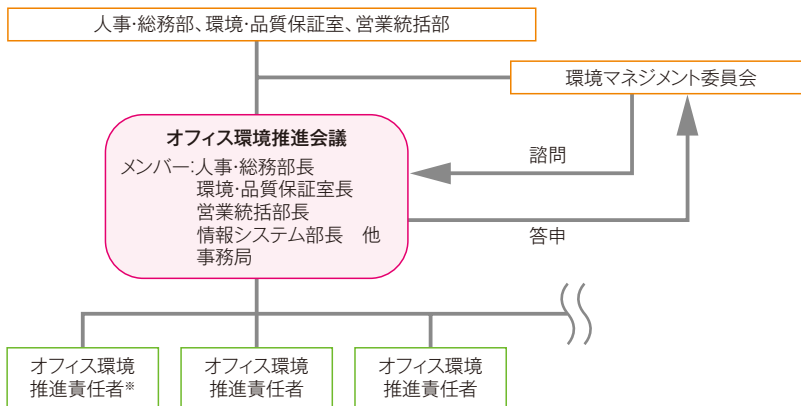 人事・総務部、環境・品質保証室、営業統括部
環境マネジメント委員会
オフィス環境推進会議
メンバー:人事・総務部長
環境・品質保証室長
営業統括部長
情報システム部長　他
事務局
諮問
答申
オフィス環境
推進責任者※
オフィス環境
推進責任者
オフィス環境
推進責任者